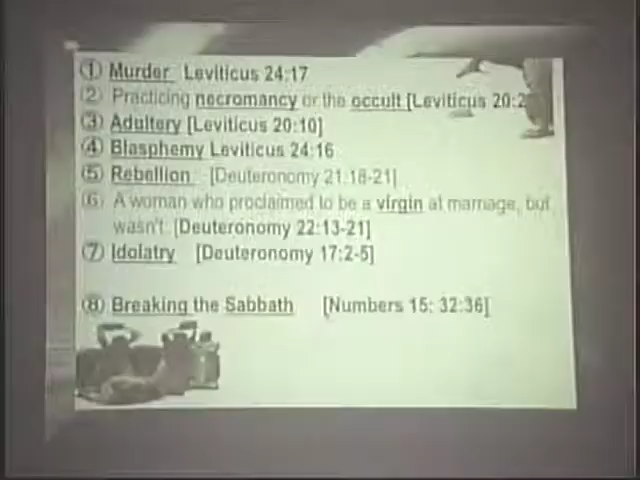 ① Murder Leviticus 24:17
② Practicing necromancy or the occult [Leviticus 20:2
③ Adultery [Leviticus 20:10]
④ Blasphemy Leviticus 24:16
⑤ Rebellion [Deuteronomy 21:18-21]
⑥ A woman who proclaimed to be a virgin at marriage, but
wasn't. [Deuteronomy 22:13-21]
⑦ Idolatry [Deuteronomy 17:2-5]
⑧ Breaking the Sabbath [Numbers 15: 32:36]